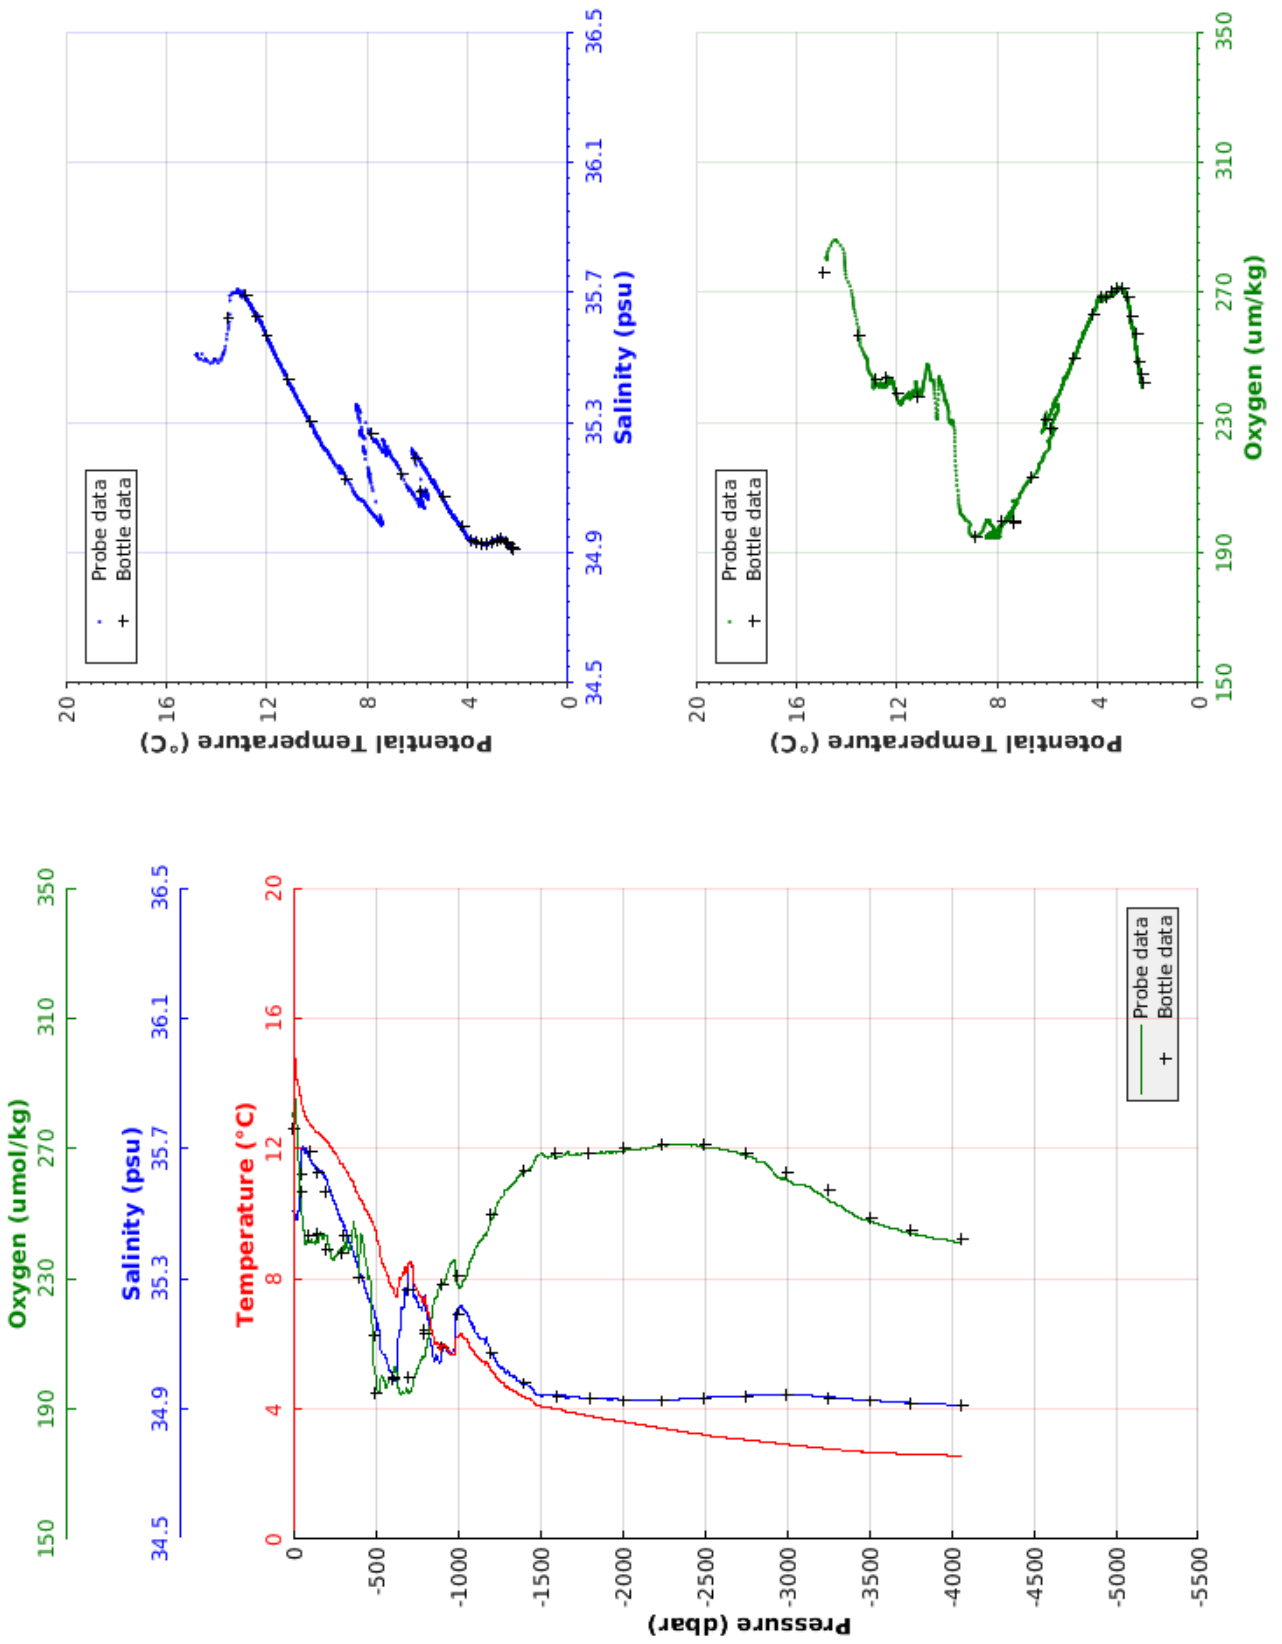 Oxygen (umol/kg)
150 190 230 270 310 350
Salinity (psu)
34.5 34.9 35.3 35.7 36.1 36.5
Temperature (°C)
0 4 8 12 16 20
Pressure (dbar)
0
-500
-1000
-1500
-2000
-2500
-3000
-3500
-4000
-4500
-5000
-5500
Probe data
Bottle data
Potential Temperature (°C)
20
16
12
8
4
0
Probe data
Bottle data
34.5 34.9 35.3 35.7 36.1 36.5
Salinity (psu)
Potential Temperature (°C)
20
16
12
8
4
0
Probe data
Bottle data
150 190 230 270 310 350
Oxygen (um/kg)